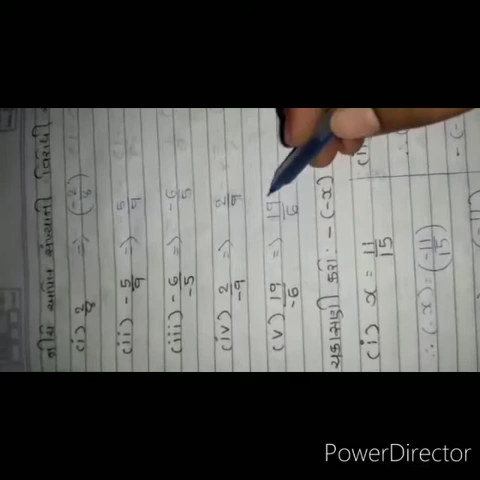 નીચે આપેલ સંખ્યાની વિરોધી
(i) 2/8 => (-2/8)
(ii) -5/9 => 5/9
(iii) -6/-5 => -6/5
(iv) 2/-9 => 2/9
(v) 19/-6 => 19/6
ચકાસણી કરો : - (-x)
(i) x = 11/15
∴ (-x) = (-11/15)
PowerDirector